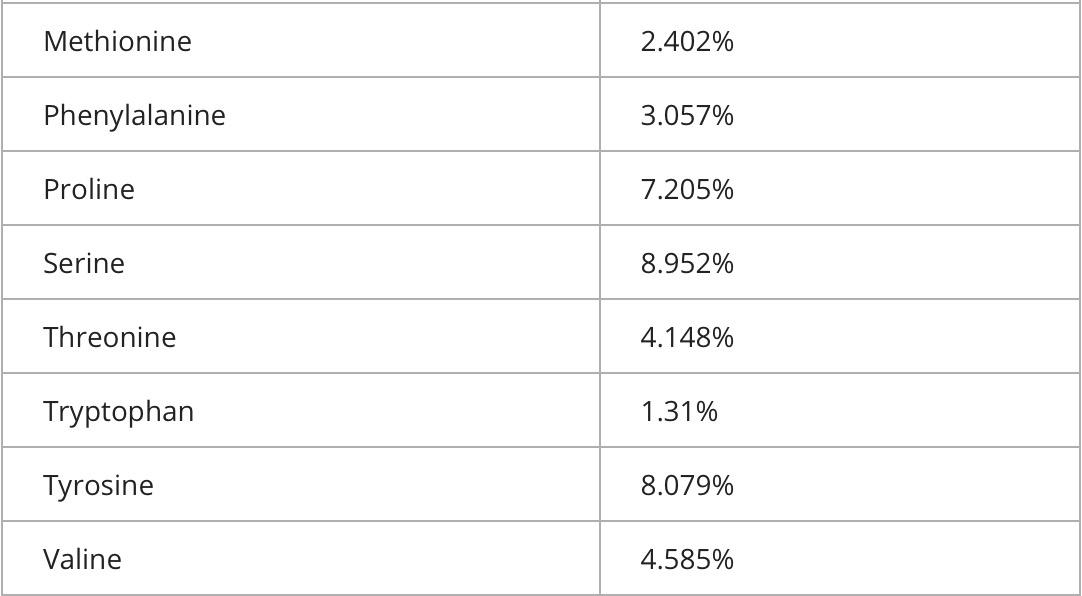 Methionine 2.402%
Phenylalanine 3.057%
Proline 7.205%
Serine 8.952%
Threonine 4.148%
Tryptophan 1.31%
Tyrosine 8.079%
Valine 4.585%